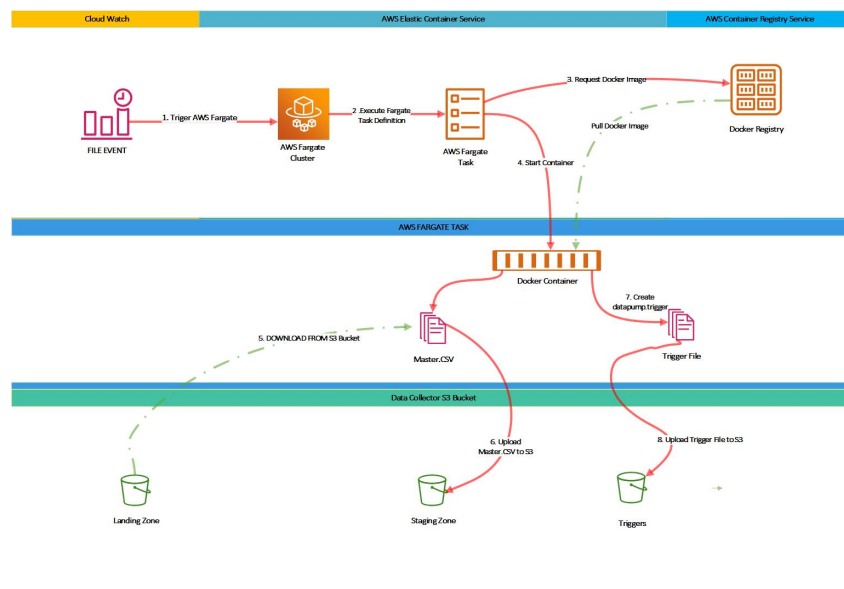 Cloud Watch
AWS Elastic Container Service
AWS Container Registry Service
3. Request Docker Image
1. Triger AWS Fargate
2 .Execute Fargate
Task Definition
Pull Docker Image
Docker Registry
FILE EVENT
AWS Fargate
Cluster
AWS Fargate
Task
4. Start Container
AWS FARGATE TASK
Docker Container
7. Create
datapump.trigger
5. DOWNLOAD FROM S3 Bucket
Master.CSV
Trigger File
Data Collector S3 Bucket
6. Upload
Master.CSV to S3
8. Upload Trigger File to S3
Landing Zone
Staging Zone
Triggers